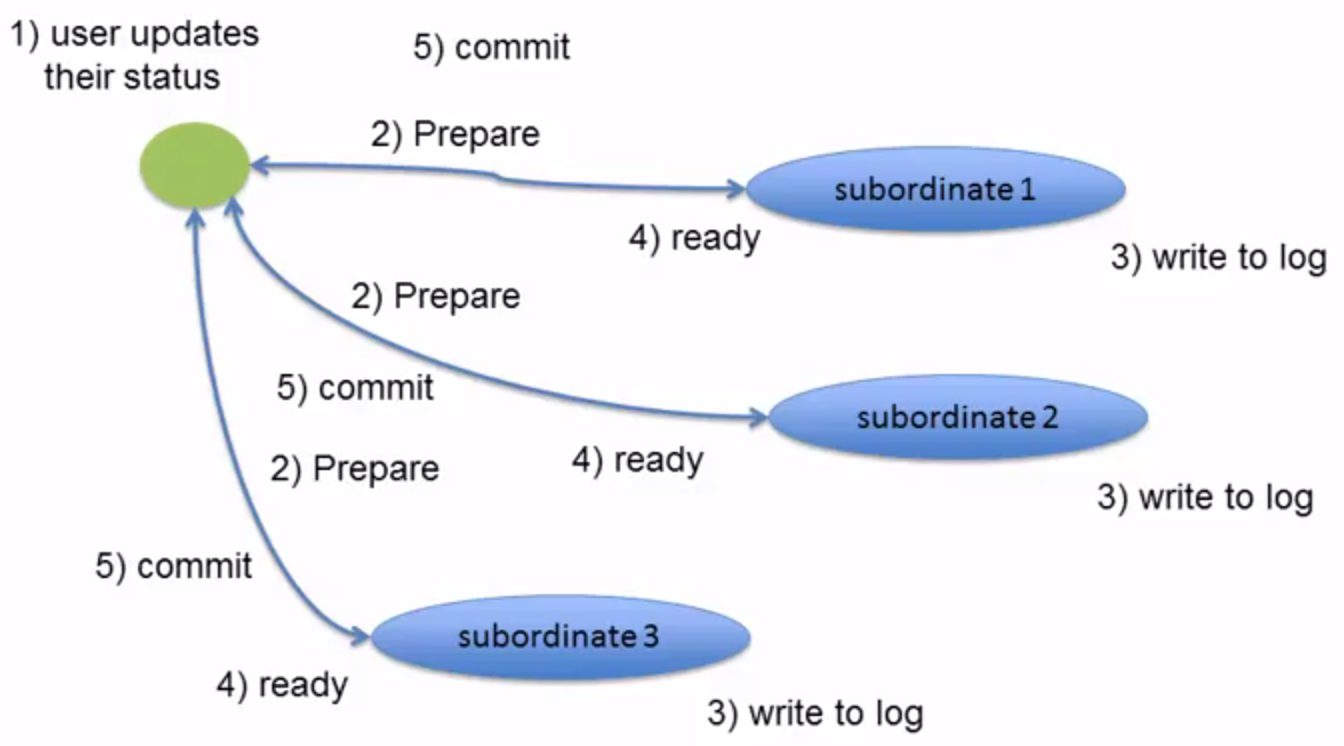 1) user updates
their status
5) commit
2) Prepare
subordinate 1
4) ready
3) write to log
2) Prepare
5) commit
subordinate 2
4) ready
3) write to log
2) Prepare
5) commit
subordinate 3
4) ready
3) write to log